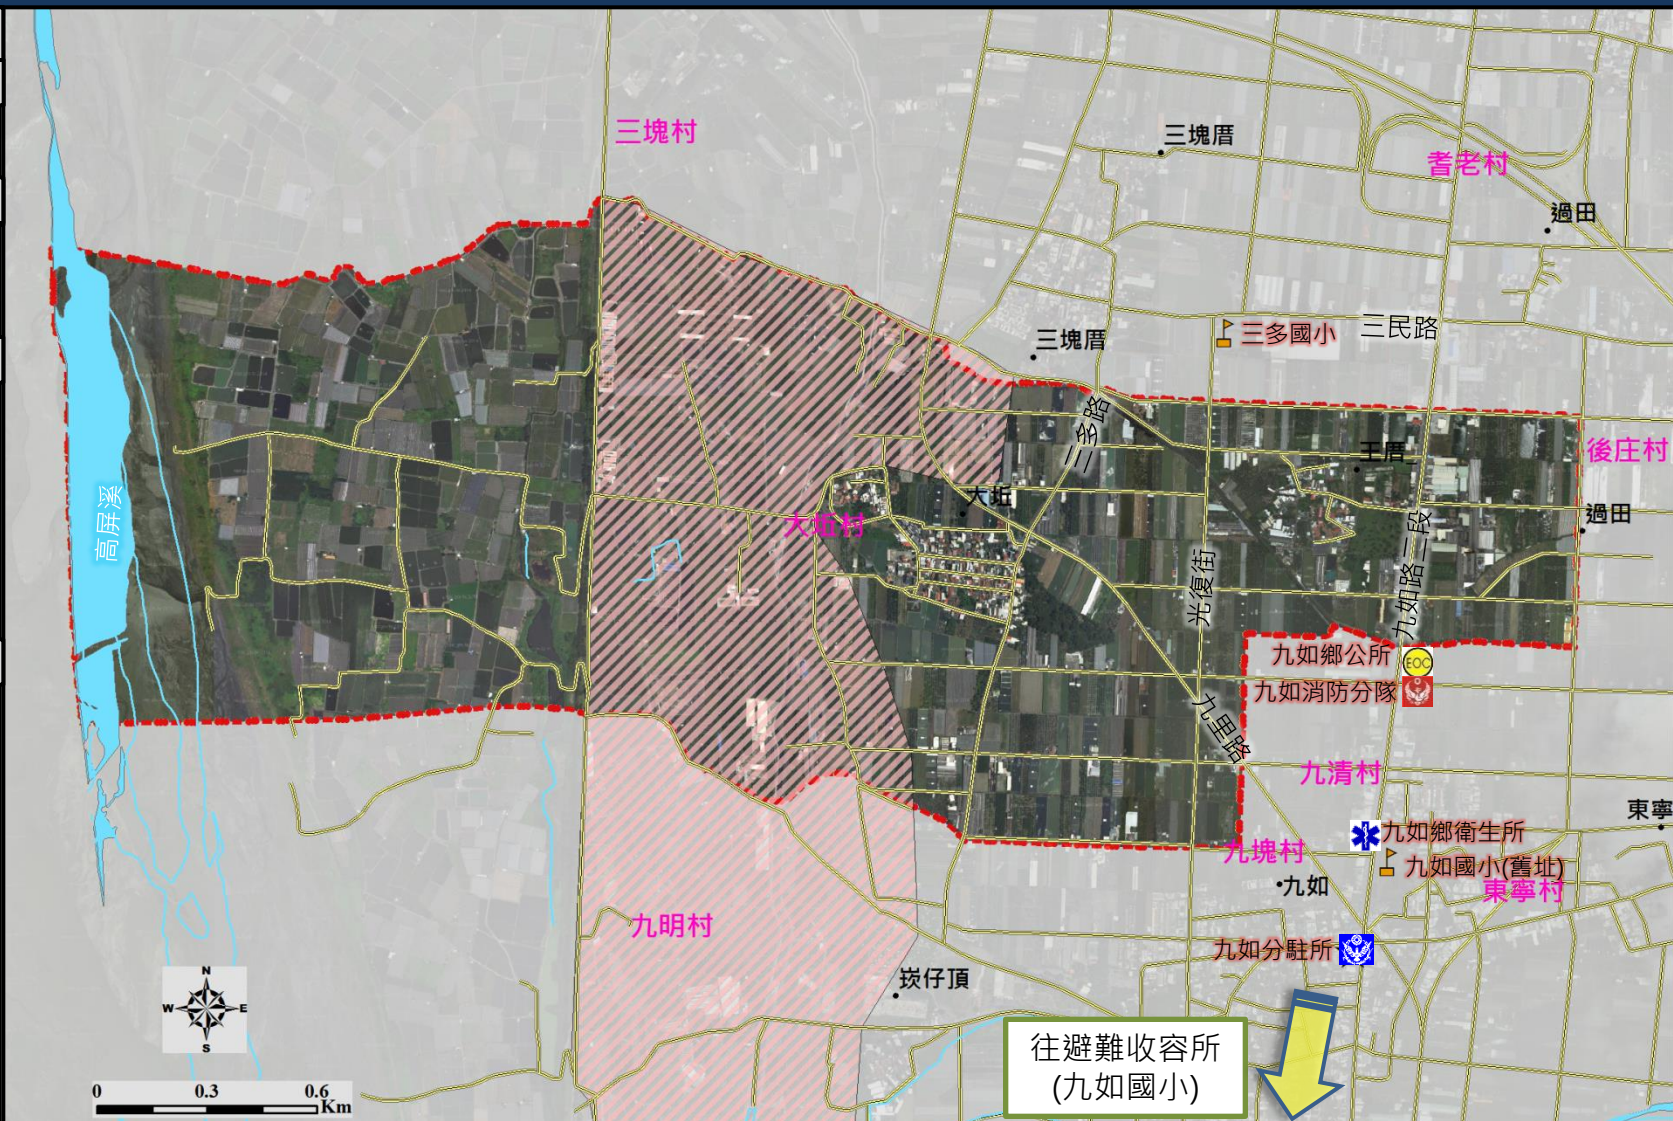 三塊村
三塊厝
耆老村
過田
三塊厝
三多國小
三民路
三多路
後庄村
王厝
大坵
過田
大坵村
高屏溪
光復街
九如路二段
九如鄉公所
EOC
九如消防分隊
九里路
九清村
東寧
九如鄉衛生所
九塊村
九如國小(舊址)
九如
東寧村
九明村
九如分駐所
崁仔頂
N
W
E
S
往避難收容所
(九如國小)
0 0.3 0.6
Km